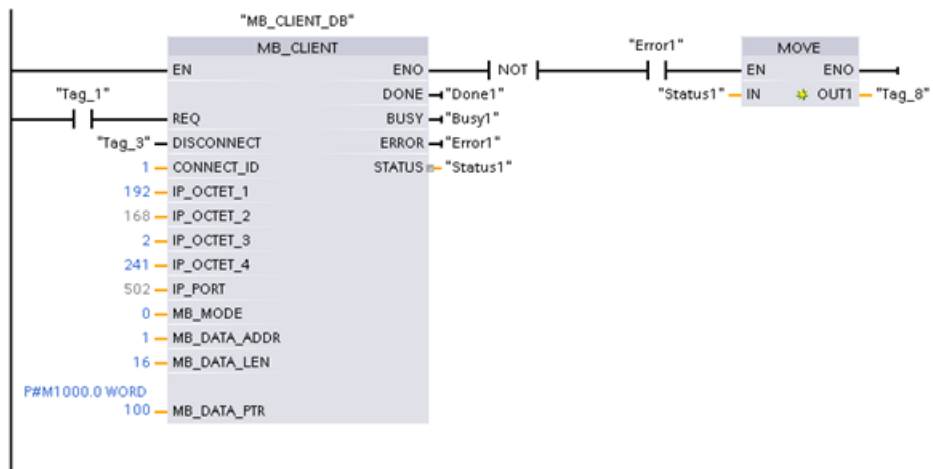 "MB_CLIENT_DB"
MB_CLIENT
"Error1"
MOVE
EN ENO NOT EN ENO
"Tag_1" DONE "Done1" "Status1" IN OUT1 "Tag_8"
REQ BUSY "Busy1"
"Tag_3" DISCONNECT ERROR "Error1"
1 CONNECT_ID STATUS "Status1"
192 IP_OCTET_1
168 IP_OCTET_2
2 IP_OCTET_3
241 IP_OCTET_4
502 IP_PORT
0 MB_MODE
1 MB_DATA_ADDR
16 MB_DATA_LEN
P#M1000.0 WORD
100 MB_DATA_PTR